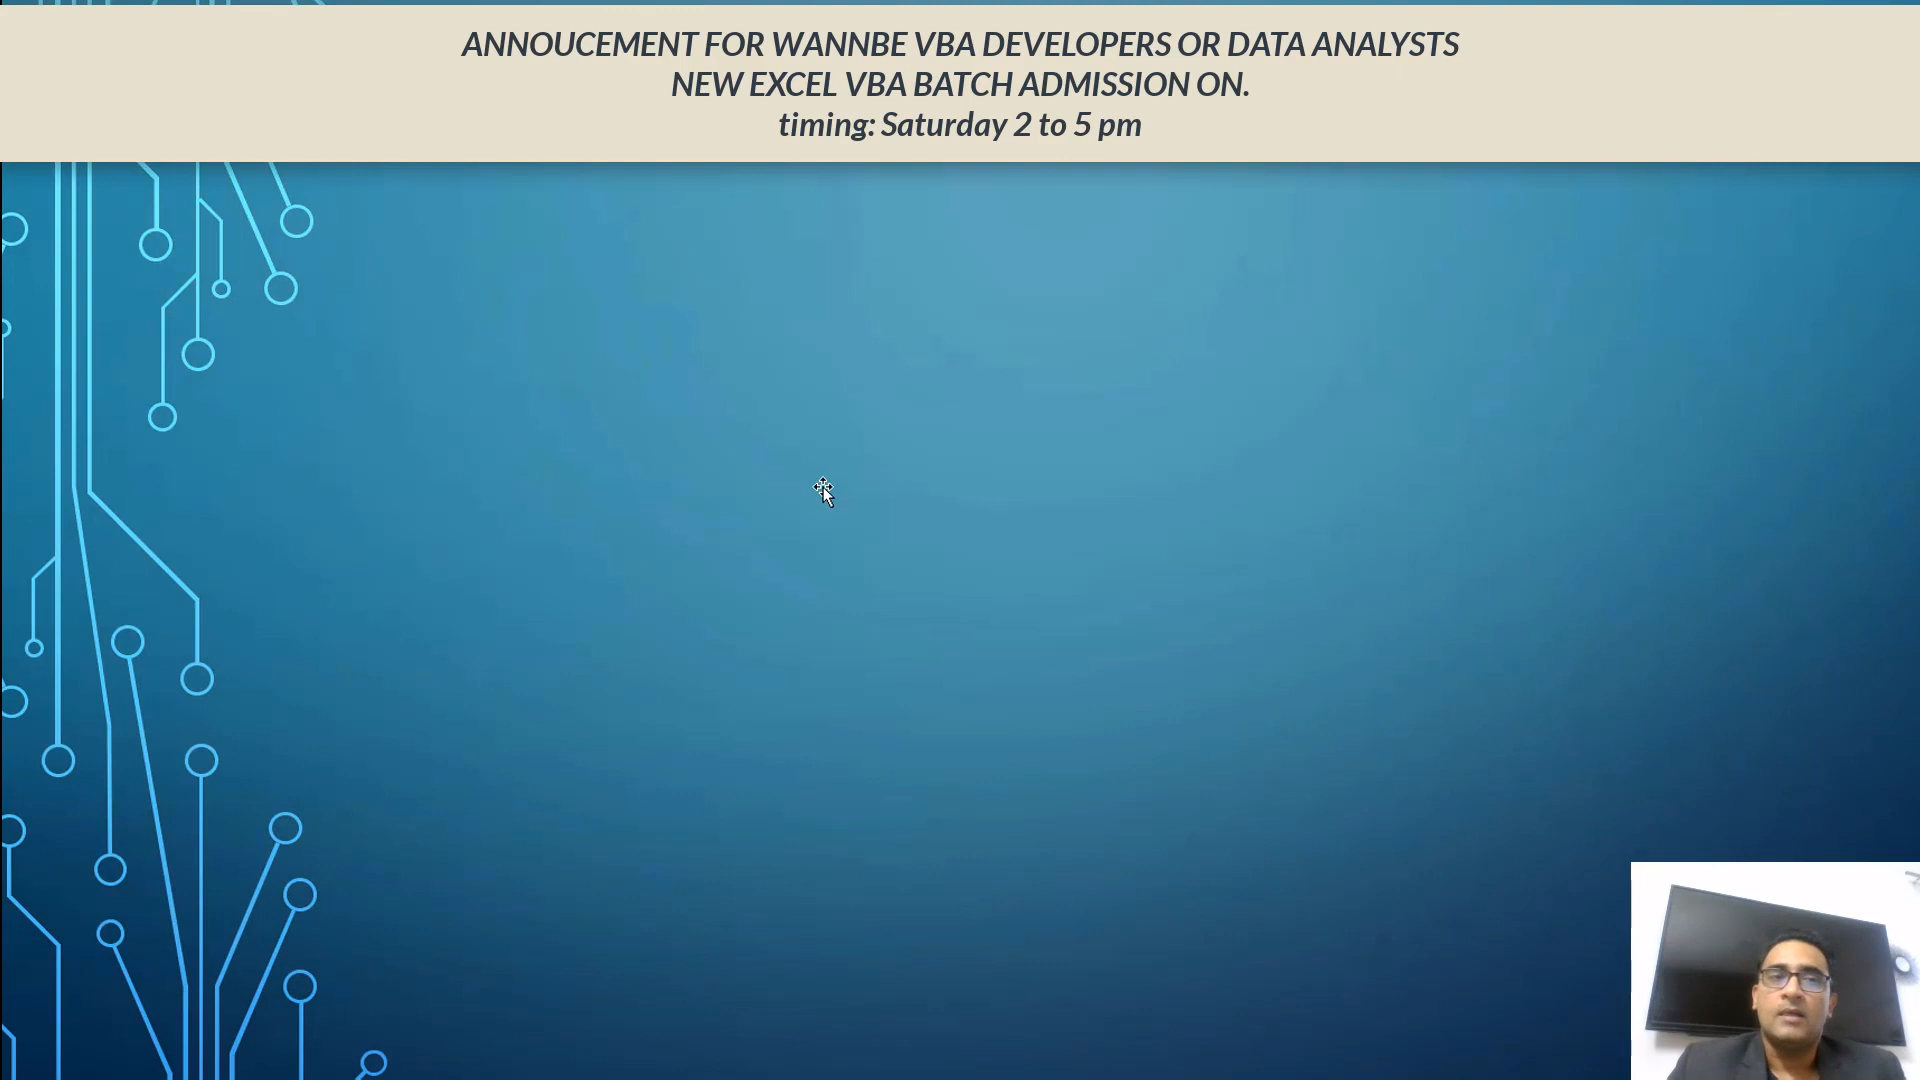 ANNOUCEMENT FOR WANNBE VBA DEVELOPERS OR DATA ANALYSTS
NEW EXCEL VBA BATCH ADMISSION ON.
timing: Saturday 2 to 5 pm